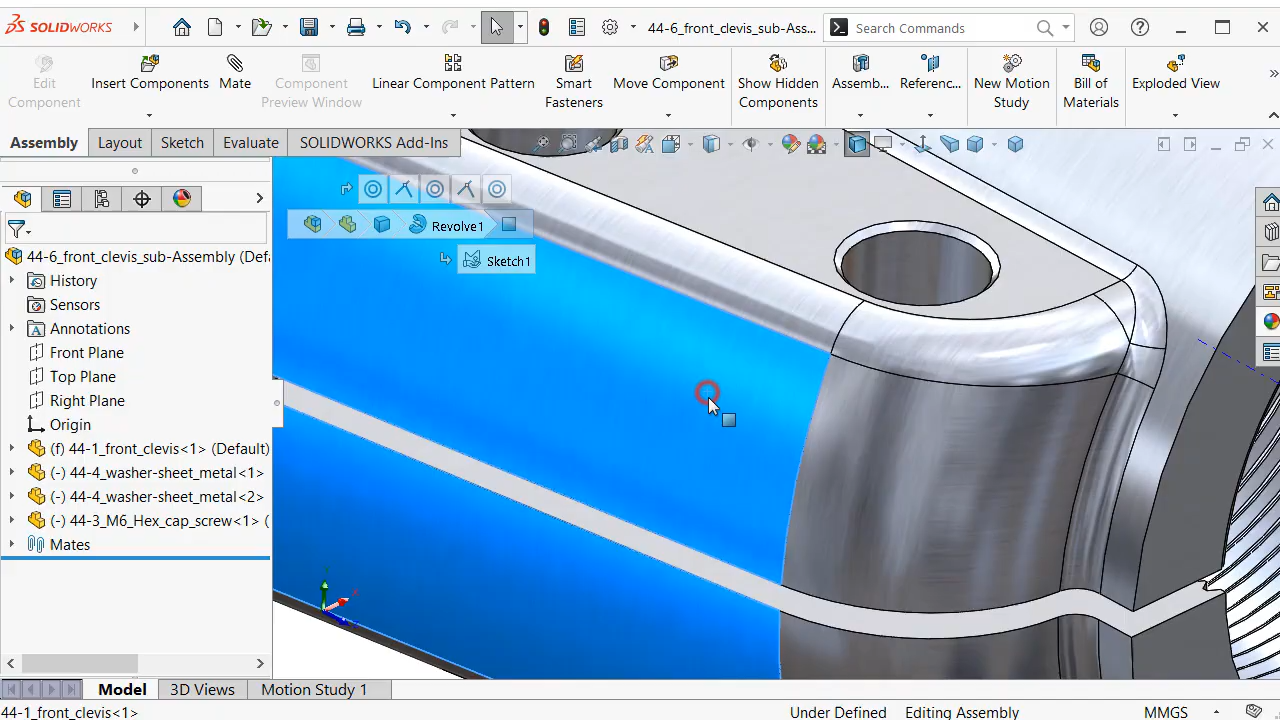 SOLIDWORKS
44-6_front_clevis_sub-Ass...
Search Commands
Edit Component
Insert Components
Mate
Component Preview Window
Linear Component Pattern
Smart Fasteners
Move Component
Show Hidden Components
Assemb...
Referenc...
New Motion Study
Bill of Materials
Exploded View
Assembly
Layout
Sketch
Evaluate
SOLIDWORKS Add-Ins
Revolve1
Sketch1
44-6_front_clevis_sub-Assembly (Defa
History
Sensors
Annotations
Front Plane
Top Plane
Right Plane
Origin
(f) 44-1_front_clevis<1> (Default)
(-) 44-4_washer-sheet_metal<1>
(-) 44-4_washer-sheet_metal<2>
(-) 44-3_M6_Hex_cap_screw<1> (
Mates
Model
3D Views
Motion Study 1
44-1_front_clevis<1>
Under Defined
Editing Assembly
MMGS